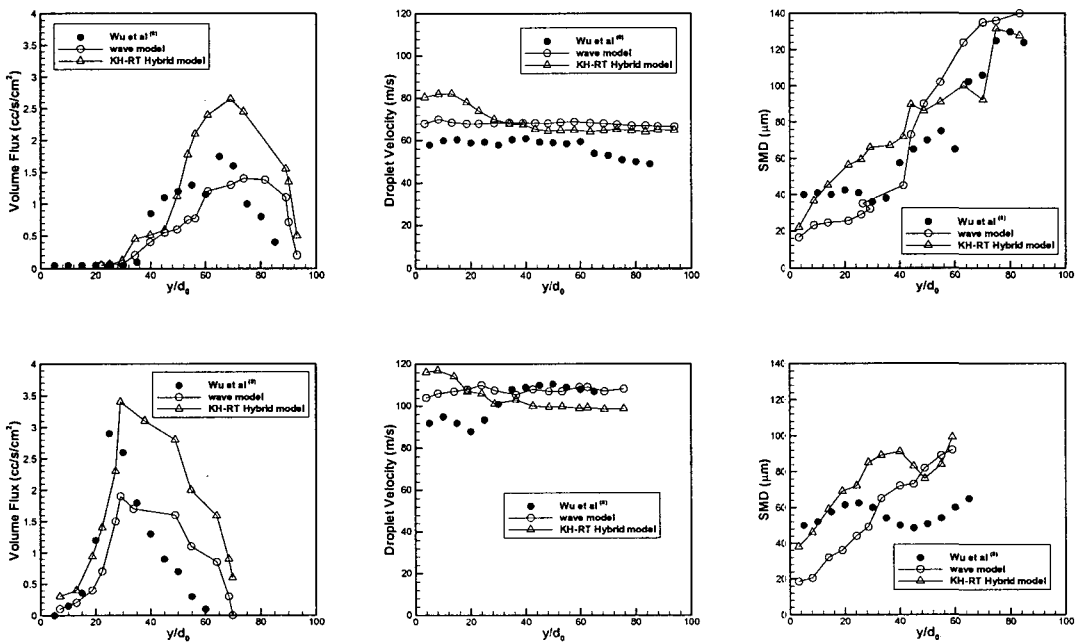 4
3.5
3
2.5
2
1.5
1
0.5
0
0 20 40 60 80 100
Volume Flux (cc/s/cm²)
y/d₀
Wu et al
wave model
KH-RT Hybrid model
120
100
80
60
40
20
0
0 20 40 60 80 100
Droplet Velocity (m/s)
y/d₀
Wu et al
wave model
KH-RT Hybrid model
140
120
100
80
60
40
20
0
0 20 40 60 80 100
SMD (μm)
y/d₀
Wu et al
wave model
KH-RT Hybrid model
4
3.5
3
2.5
2
1.5
1
0.5
0
0 20 40 60 80 100
Volume Flux (cc/s/cm²)
y/d₀
Wu et al
wave model
KH-RT Hybrid model
120
100
80
60
40
20
0
0 20 40 60 80 100
Droplet Velocity (m/s)
y/d₀
Wu et al
wave model
KH-RT Hybrid model
140
120
100
80
60
40
20
0
0 20 40 60 80 100
SMD (μm)
y/d₀
Wu et al
wave model
KH-RT Hybrid model